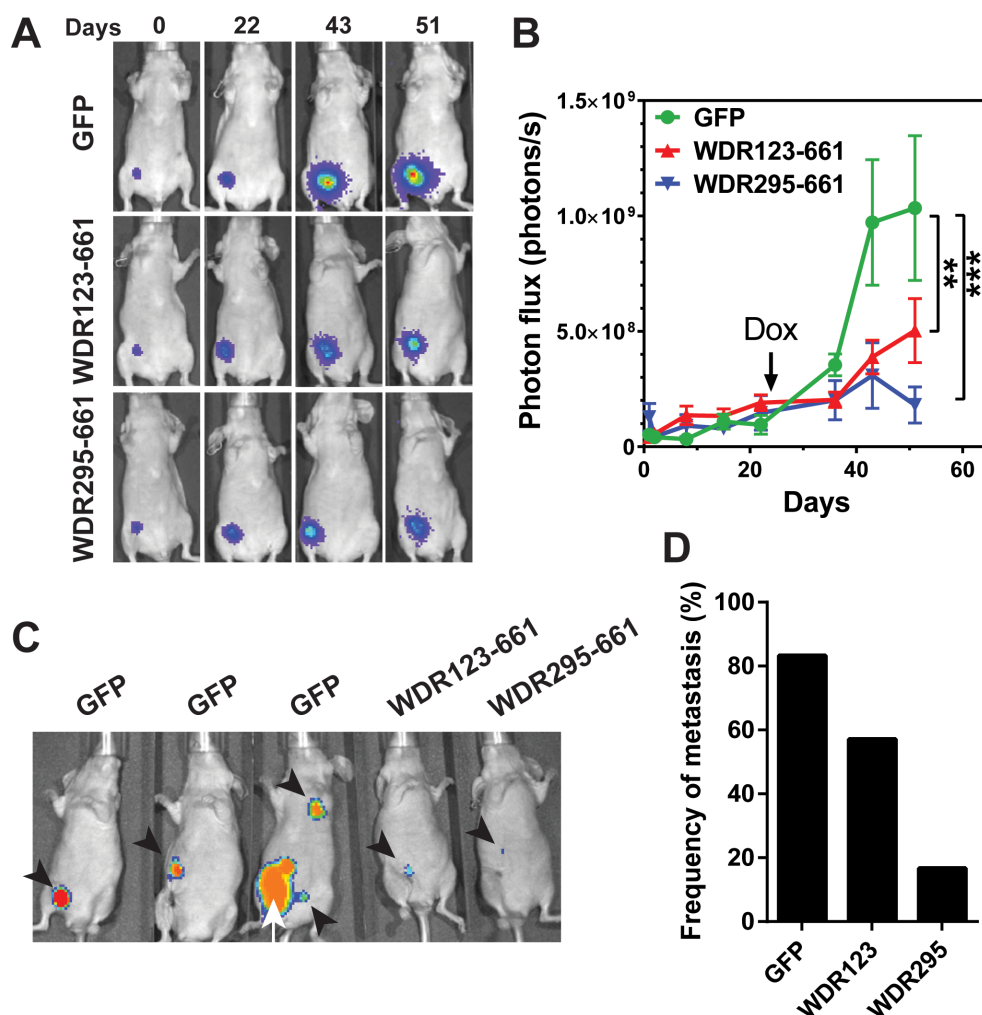 A
Days 0 22 43 51
GFP
WDR123-661
WDR295-661
B
Photon flux (photons/s)
1.5×10⁹
1.0×10⁹
5.0×10⁸
0
GFP
WDR123-661
WDR295-661
Dox
**
***
0 20 40 60
Days
C
GFP GFP GFP WDR123-661 WDR295-661
D
Frequency of metastasis (%)
100
80
60
40
20
0
GFP WDR123 WDR295